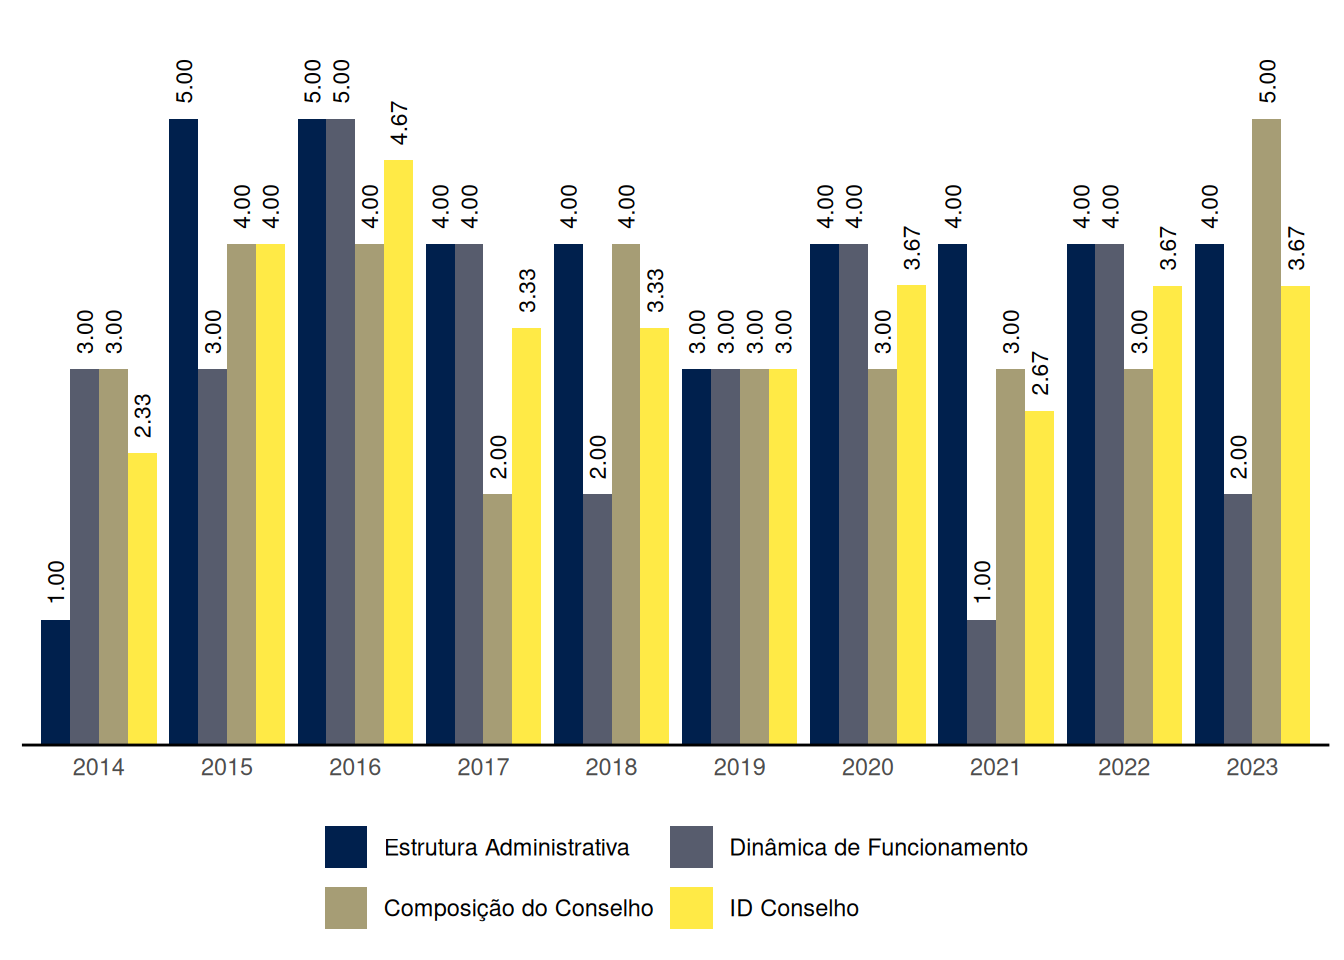 1.00 3.00 3.00 2.33
5.00 3.00 4.00 4.00
5.00 5.00 4.00 4.67
4.00 4.00 2.00 3.33
4.00 2.00 4.00 3.33
3.00 3.00 3.00 3.00
4.00 4.00 3.00 3.67
4.00 1.00 3.00 2.67
4.00 4.00 3.00 3.67
4.00 2.00 5.00 3.67
2014 2015 2016 2017 2018 2019 2020 2021 2022 2023
Estrutura Administrativa Dinâmica de Funcionamento
Composição do Conselho ID Conselho